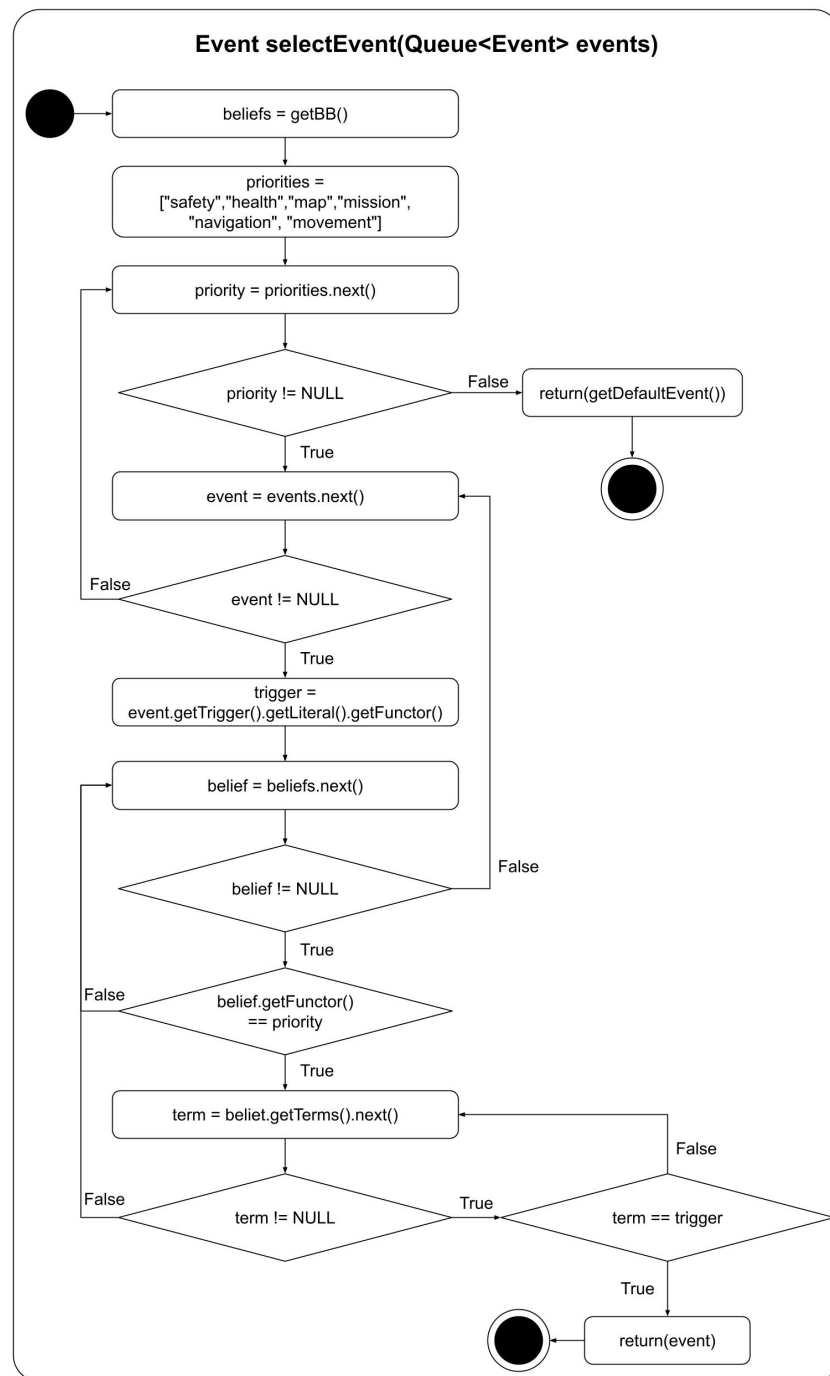 Event selectEvent(Queue<Event> events)
beliefs = getBB()
priorities =
["safety","health","map","mission",
"navigation", "movement"]
priority = priorities.next()
priority != NULL
False
return(getDefaultEvent())
True
event = events.next()
False
event != NULL
True
trigger =
event.getTrigger().getLiteral().getFunctor()
belief = beliefs.next()
belief != NULL
False
True
False
belief.getFunctor()
== priority
True
term = beliet.getTerms().next()
False
False
term != NULL
True
term == trigger
True
return(event)